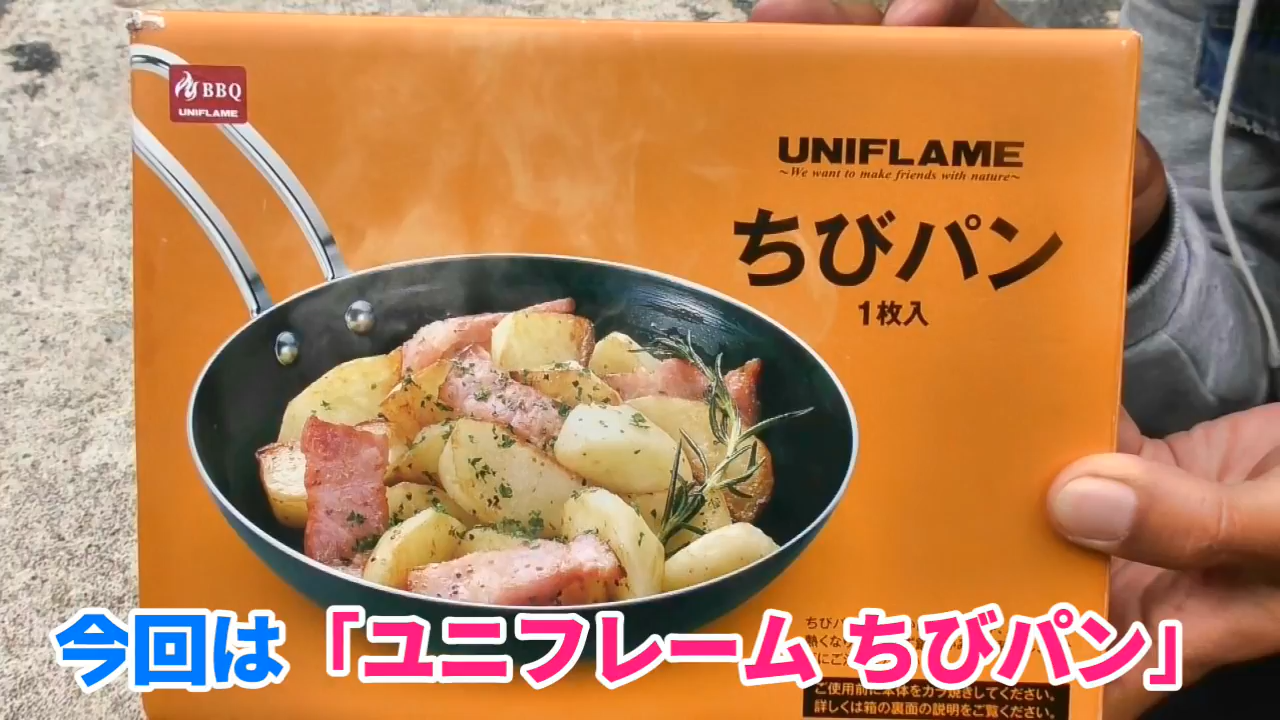 BBQ
UNIFLAME
UNIFLAME
~We want to make friends with nature~
ちびパン
1枚入
今回は「ユニフレーム ちびパン」
ご使用前に本体をカラ焼きしてください。
詳しくは箱の裏面の説明をご覧ください。